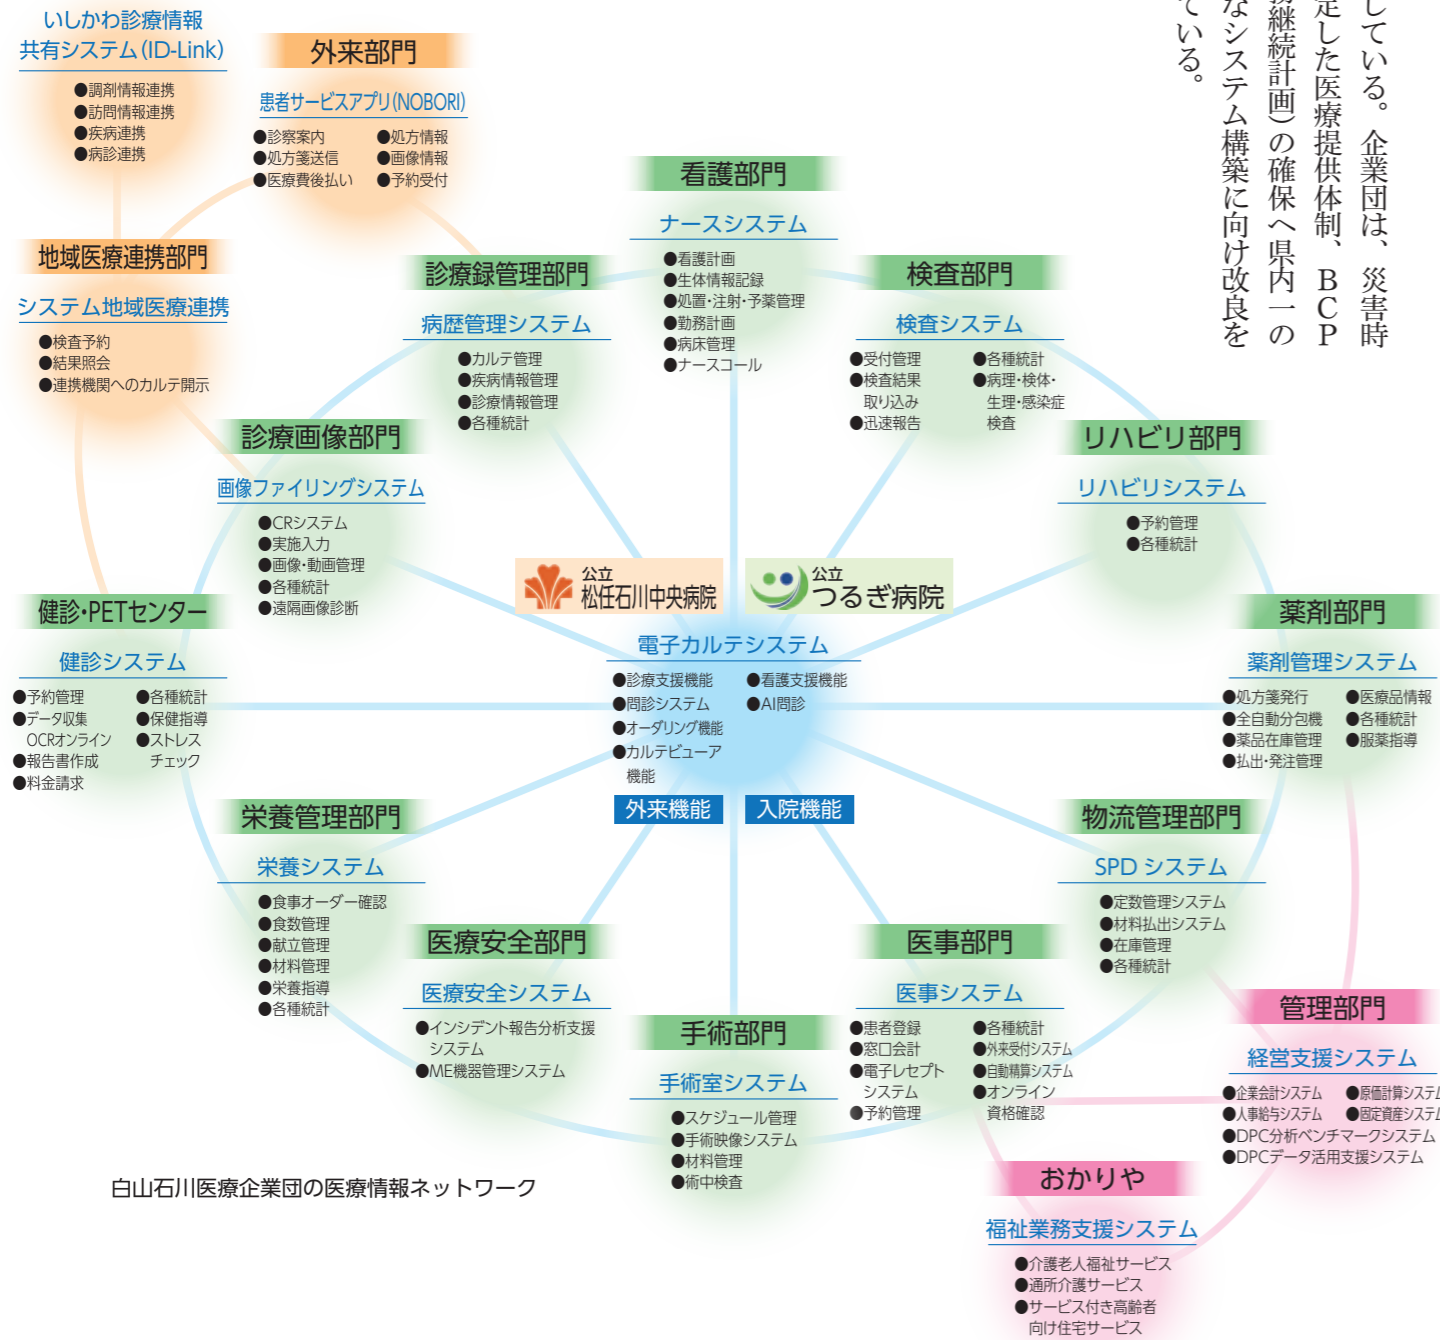 している。企業団は、災害時
定した医療提供体制、BCP
務継続計画)の確保へ県内一の
なシステム構築に向け改良を
ている。
いしかわ診療情報
共有システム(ID-Link)
●調剤情報連携
●訪問情報連携
●疾病連携
●病診連携
外来部門
患者サービスアプリ(NOBORI)
●診察案内
●処方箋送信
●医療費後払い
●処方情報
●画像情報
●予約受付
地域医療連携部門
システム地域医療連携
●検査予約
●結果照会
●連携機関へのカルテ開示
看護部門
ナースシステム
●看護計画
●生体情報記録
●処置・注射・予薬管理
●勤務計画
●病床管理
●ナースコール
診療録管理部門
病歴管理システム
●カルテ管理
●疾病情報管理
●診療情報管理
●各種統計
検査部門
検査システム
●受付管理
●検査結果
取り込み
●迅速報告
●各種統計
●病理・検体・
生理・感染症
検査
診療画像部門
画像ファイリングシステム
●CRシステム
●実施入力
●画像・動画管理
●各種統計
●遠隔画像診断
リハビリ部門
リハビリシステム
●予約管理
●各種統計
公立
松任石川中央病院
公立
つるぎ病院
電子カルテシステム
●診療支援機能
●問診システム
●オーダリング機能
●カルテビューア
機能
●看護支援機能
●AI問診
外来機能
入院機能
健診・PETセンター
健診システム
●予約管理
●データ収集
OCRオンライン
●報告書作成
●料金請求
●各種統計
●保健指導
●ストレス
チェック
薬剤部門
薬剤管理システム
●処方箋発行
●全自動分包機
●薬品在庫管理
●払出・発注管理
●医療品情報
●各種統計
●服薬指導
栄養管理部門
栄養システム
●食事オーダー確認
●食数管理
●献立管理
●材料管理
●栄養指導
●各種統計
物流管理部門
SPD システム
●定数管理システム
●材料払出システム
●在庫管理
●各種統計
医療安全部門
医療安全システム
●インシデント報告分析支援
システム
●ME機器管理システム
医事部門
医事システム
●患者登録
●窓口会計
●電子レセプト
システム
●予約管理
●各種統計
●外来受付システム
●自動精算システム
●オンライン
資格確認
手術部門
手術室システム
●スケジュール管理
●手術映像システム
●材料管理
●術中検査
管理部門
経営支援システム
●企業会計システム
●人事給与システム
●原価計算システム
●固定資産システム
●DPC分析ベンチマークシステム
●DPCデータ活用支援システム
おかりや
福祉業務支援システム
●介護老人福祉サービス
●通所介護サービス
●サービス付き高齢者
向け住宅サービス
白山石川医療企業団の医療情報ネットワーク